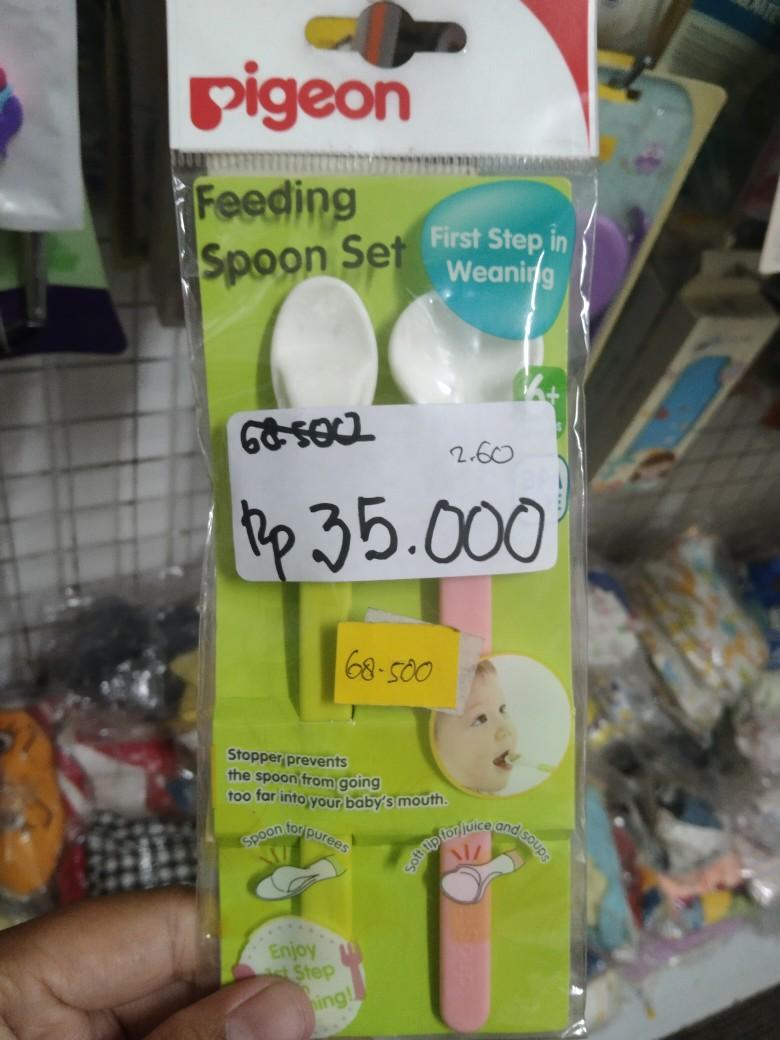 pigeon
Feeding
Spoon Set
First Step in
Weaning
6+
68.500
2.60
Rp 35.000
68.500
Stopper prevents
the spoon from going
too far into your baby's mouth.
Spoon for purees
Soft tip for juice and soups
Enjoy
1st Step